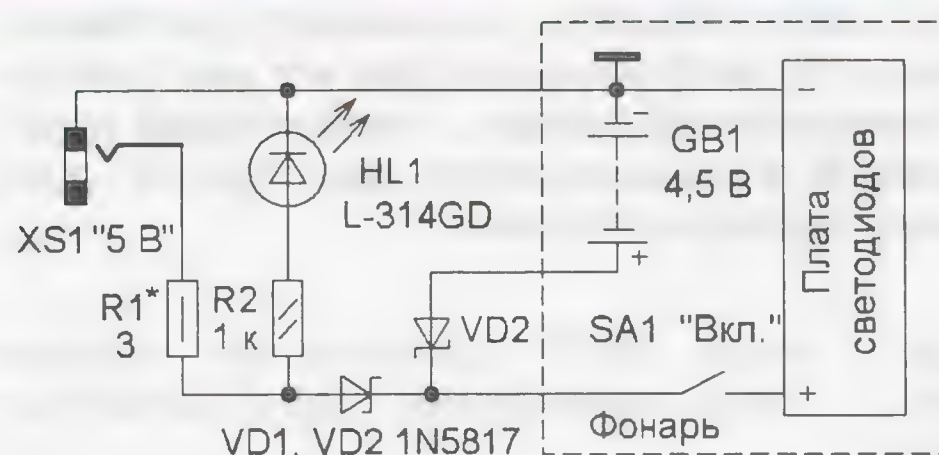 XS1 "5 В"
R1*
3
R2
1 к
HL1
L-314GD
VD2
VD1, VD2 1N5817
GB1
4,5 В
−
+
SA1 "Вкл."
Фонарь
−
Плата
светодиодов
+